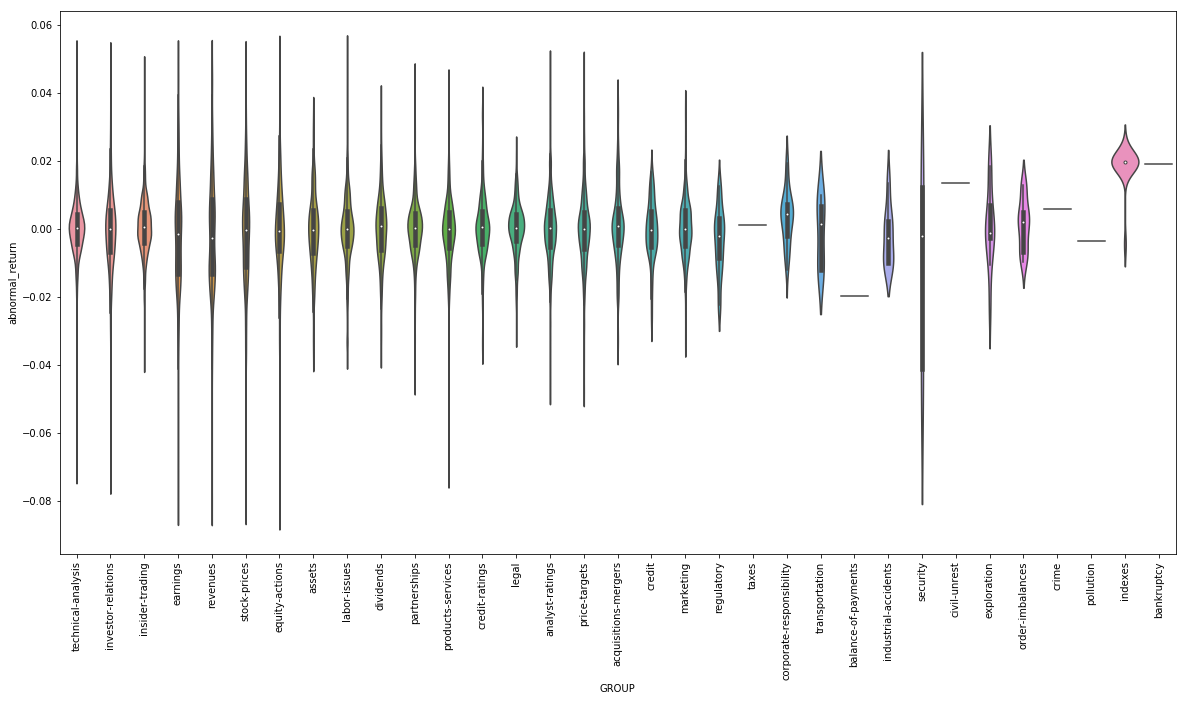 0.06
0.04
0.02
0.00
−0.02
−0.04
−0.06
−0.08
abnormal_return
technical-analysis
investor-relations
insider-trading
earnings
revenues
stock-prices
equity-actions
assets
labor-issues
dividends
partnerships
products-services
credit-ratings
legal
analyst-ratings
price-targets
acquisitions-mergers
credit
marketing
regulatory
taxes
corporate-responsibility
transportation
balance-of-payments
industrial-accidents
security
civil-unrest
exploration
order-imbalances
crime
pollution
indexes
bankruptcy
GROUP